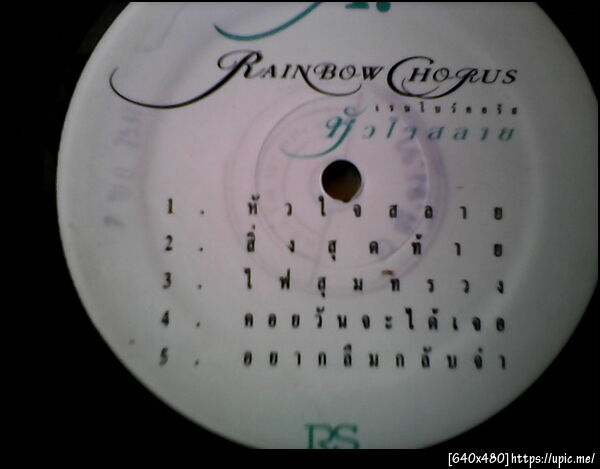 RAINBOW CHORUS
เรนโบว์คอรัส
หัวใจสลาย
1 . หัวใจสลาย
2 . สิ่งสุดท้าย
3 . ไฟสุมทรวง
4 . คอยวันจะได้เจอ
5 . อยากลืมกลับจำ
RS
[640x480]https://upic.me/